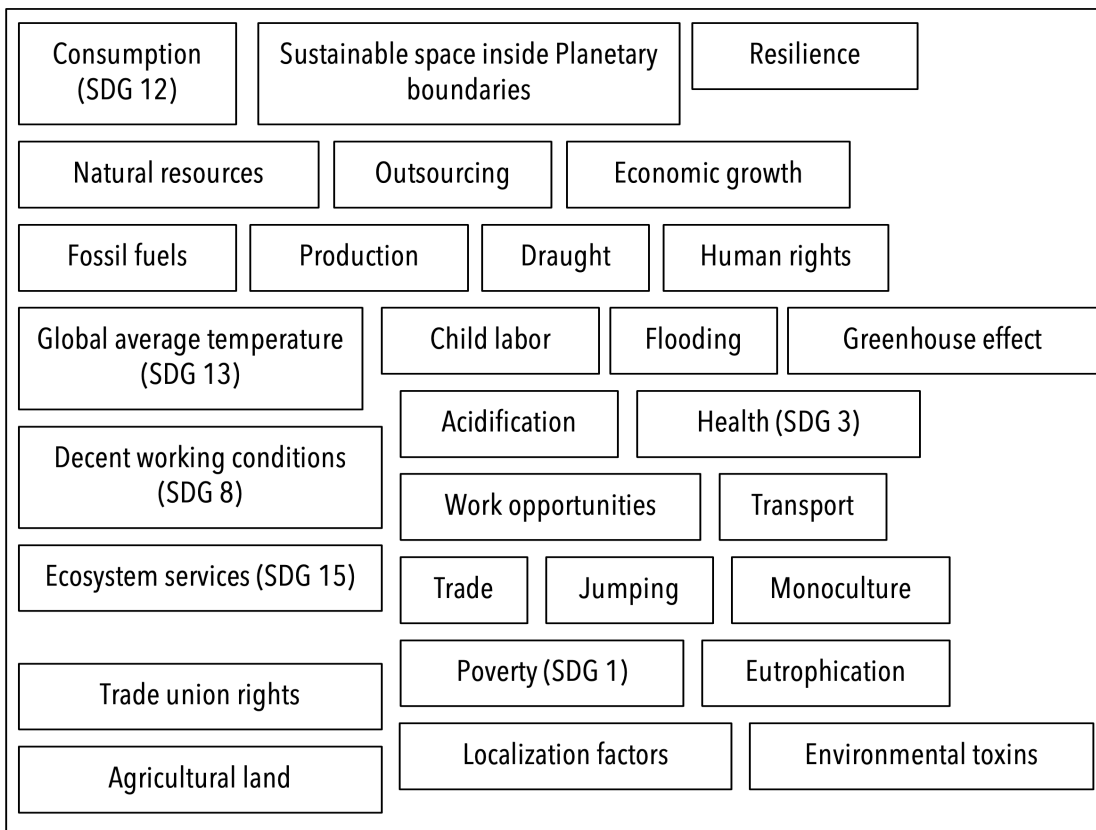 Consumption
(SDG 12)
Sustainable space inside Planetary
boundaries
Resilience
Natural resources
Outsourcing
Economic growth
Fossil fuels
Production
Draught
Human rights
Global average temperature
(SDG 13)
Child labor
Flooding
Greenhouse effect
Acidification
Health (SDG 3)
Decent working conditions
(SDG 8)
Work opportunities
Transport
Ecosystem services (SDG 15)
Trade
Jumping
Monoculture
Poverty (SDG 1)
Eutrophication
Trade union rights
Localization factors
Environmental toxins
Agricultural land